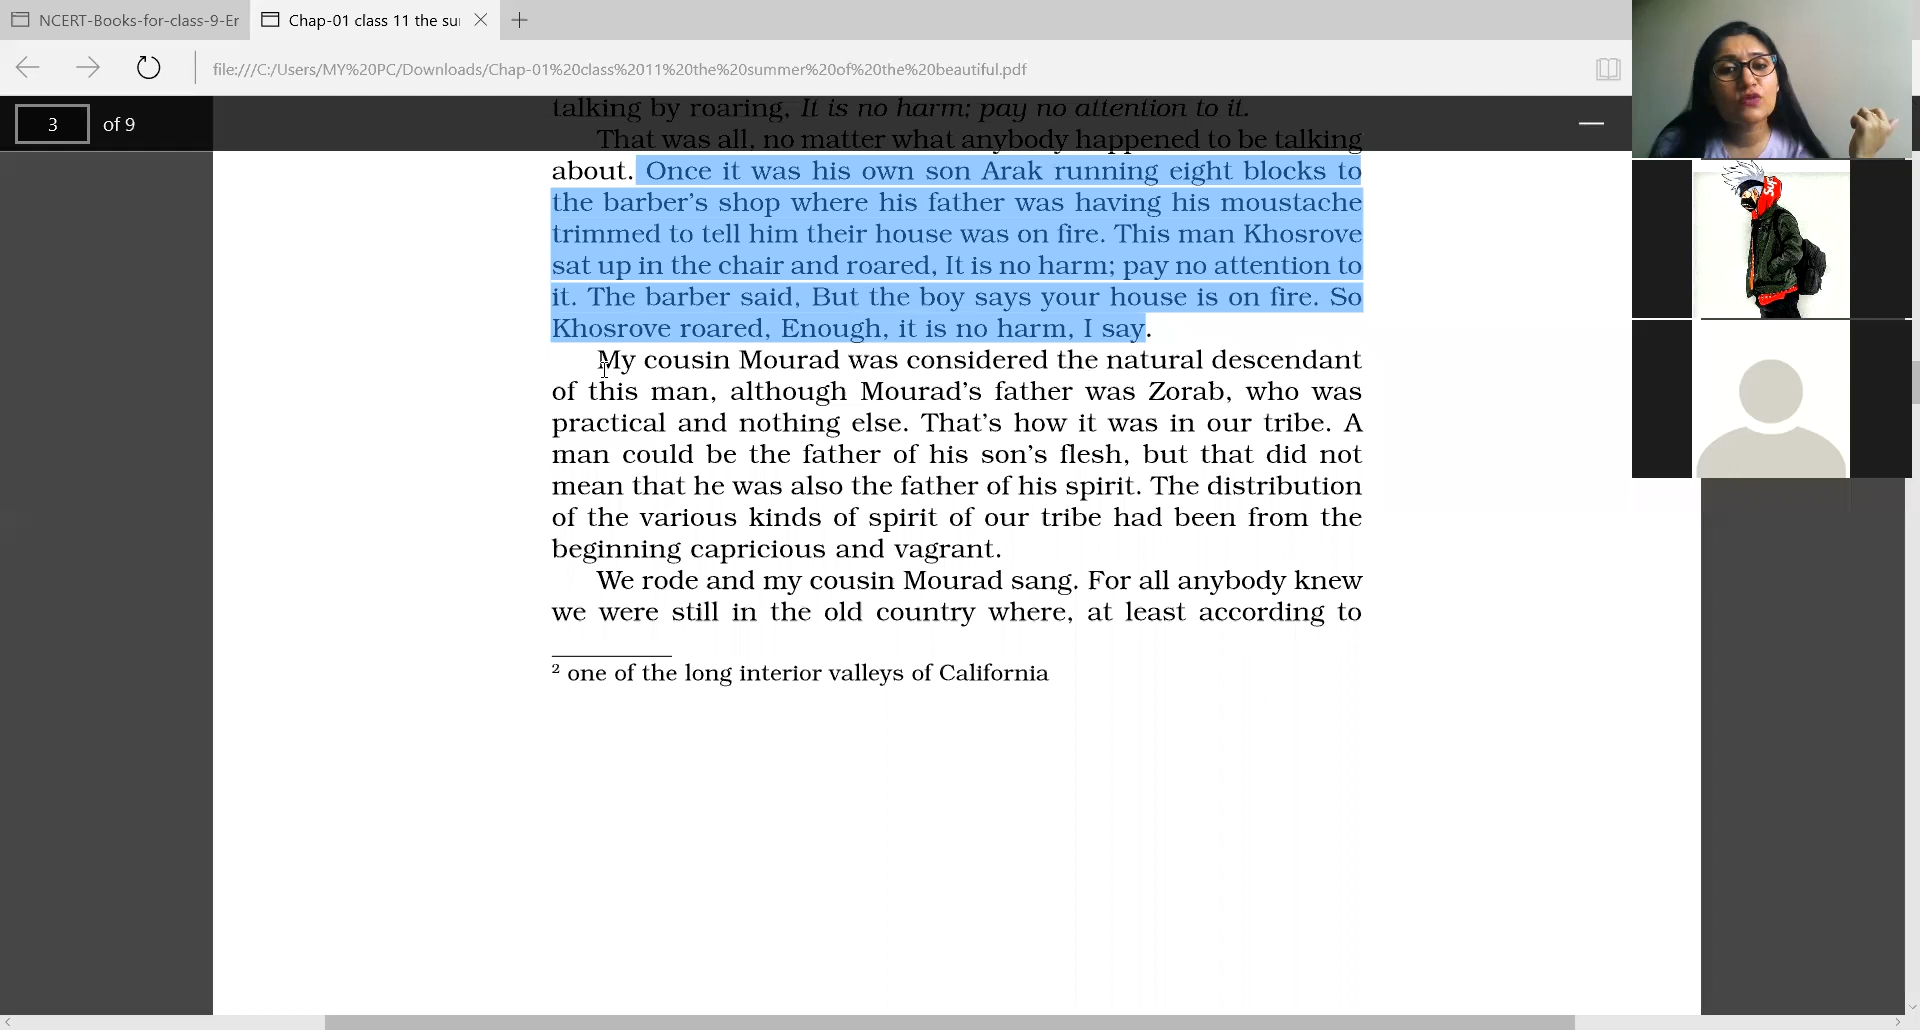 NCERT-Books-for-class-9-Er
Chap-01 class 11 the su
file:///C:/Users/MY%20PC/Downloads/Chap-01%20class%2011%20the%20summer%20of%20the%20beautiful.pdf
3 of 9
talking by roaring, It is no harm; pay no attention to it.
That was all, no matter what anybody happened to be talking
about. Once it was his own son Arak running eight blocks to
the barber’s shop where his father was having his moustache
trimmed to tell him their house was on fire. This man Khosrove
sat up in the chair and roared, It is no harm; pay no attention to
it. The barber said, But the boy says your house is on fire. So
Khosrove roared, Enough, it is no harm, I say.
My cousin Mourad was considered the natural descendant
of this man, although Mourad’s father was Zorab, who was
practical and nothing else. That’s how it was in our tribe. A
man could be the father of his son’s flesh, but that did not
mean that he was also the father of his spirit. The distribution
of the various kinds of spirit of our tribe had been from the
beginning capricious and vagrant.
We rode and my cousin Mourad sang. For all anybody knew
we were still in the old country where, at least according to
2 one of the long interior valleys of California